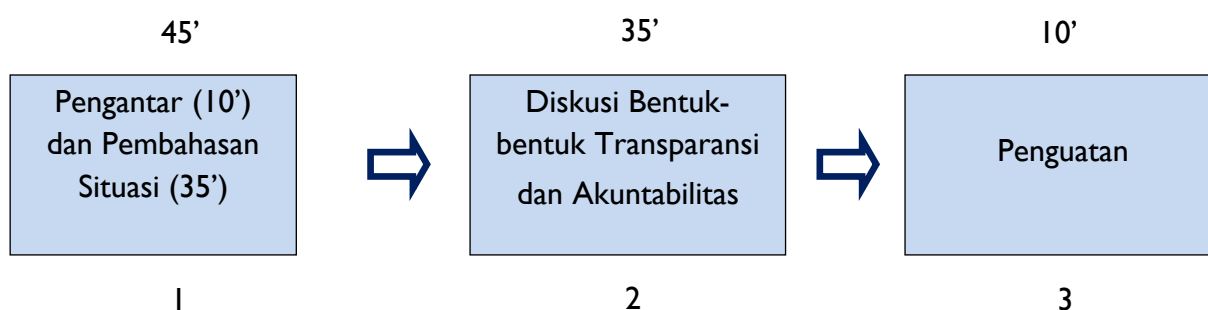 45’
35’
10’
Pengantar (10’)
dan Pembahasan
Situasi (35’)
Diskusi Bentuk-
bentuk Transparansi
dan Akuntabilitas
Penguatan
1
2
3